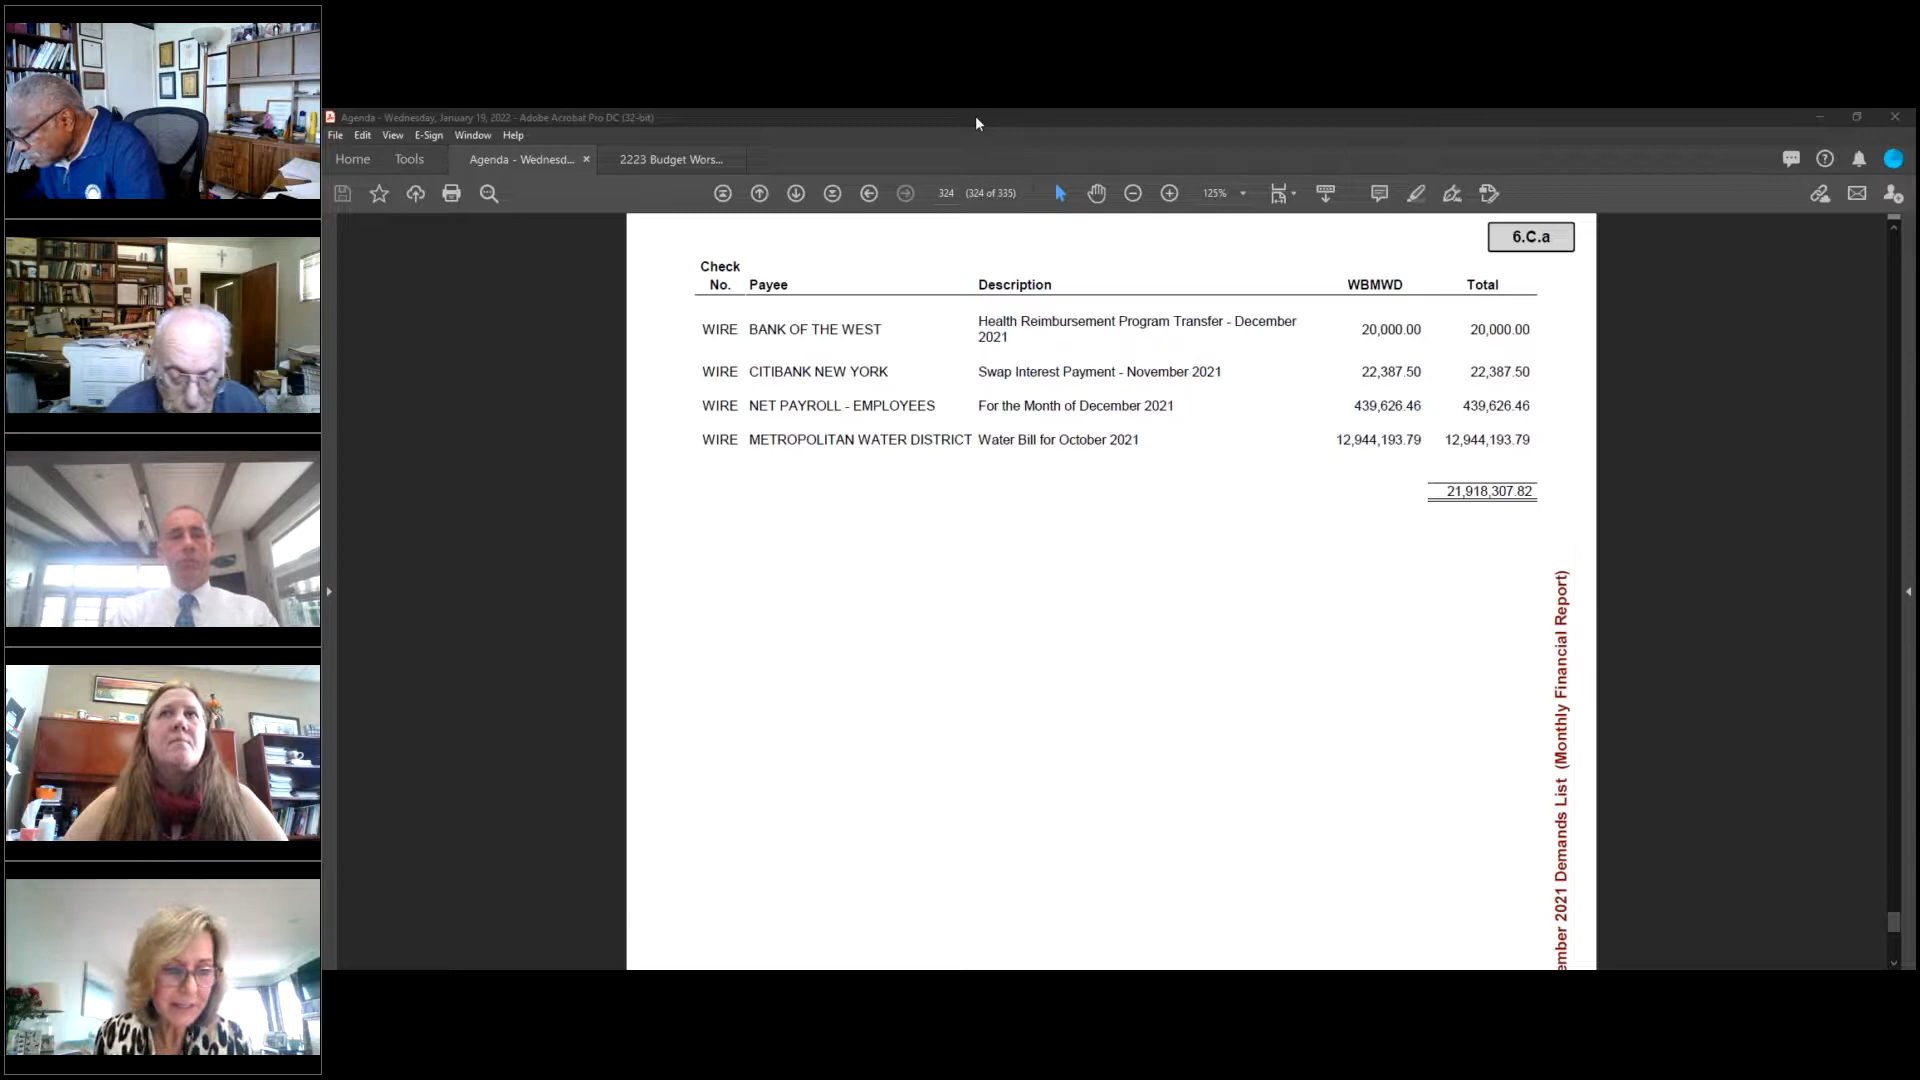 Agenda - Wednesday, January 19, 2022 - Adobe Acrobat Pro DC (32-bit)
File Edit View E-Sign Window Help
Home Tools Agenda - Wednesd... × 2223 Budget Wors...
324 (324 of 335) 125%
6.C.a
Check
No. Payee Description WBMWD Total
WIRE BANK OF THE WEST Health Reimbursement Program Transfer - December 2021 20,000.00 20,000.00
WIRE CITIBANK NEW YORK Swap Interest Payment - November 2021 22,387.50 22,387.50
WIRE NET PAYROLL - EMPLOYEES For the Month of December 2021 439,626.46 439,626.46
WIRE METROPOLITAN WATER DISTRICT Water Bill for October 2021 12,944,193.79 12,944,193.79
21,918,307.82
ember 2021 Demands List (Monthly Financial Report)